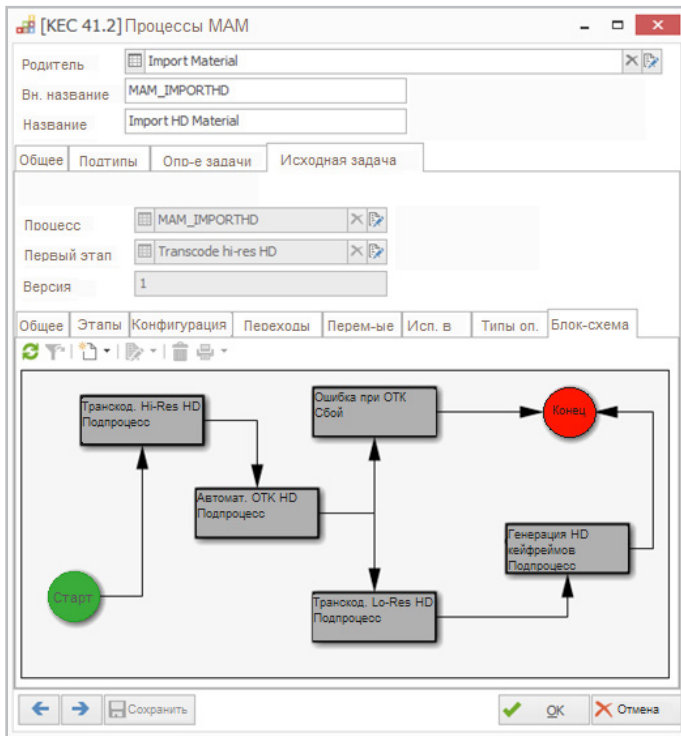 [KEC 41.2] Процессы MAM
Родитель Import Material
Вн. название MAM_IMPORTHD
Название Import HD Material
Общее Подтипы Опр-е задачи Исходная задача
Процесс MAM_IMPORTHD
Первый этап Transcode hi-res HD
Версия 1
Общее Этапы Конфигурация Переходы Перем-ые Исп. в Типы оп. Блок-схема
Транскод. Hi-Res HD
Подпроцесс
Ошибка при ОТК
Сбой
Конец
Автомат. ОТК HD
Подпроцесс
Генерация HD
кейфреймов
Подпроцесс
Старт
Транскод. Lo-Res HD
Подпроцесс
Сохранить OK Отмена